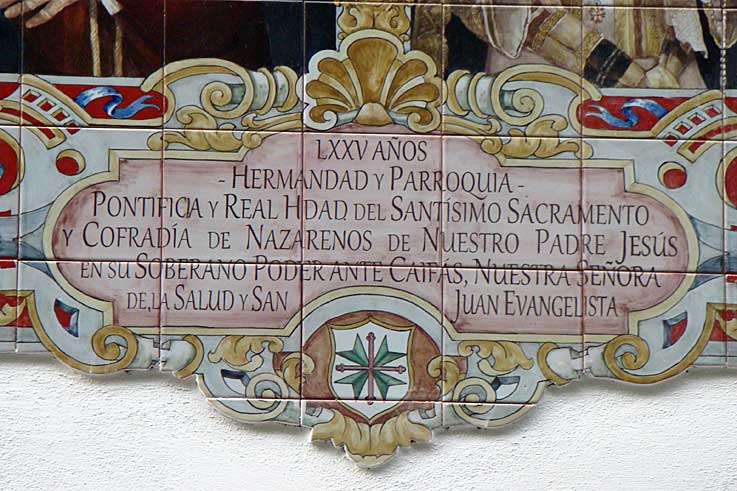 LXXV AÑOS
- HERMANDAD Y PARROQUIA -
PONTIFICIA Y REAL HDAD. DEL SANTÍSIMO SACRAMENTO
Y COFRADÍA DE NAZARENOS DE NUESTRO PADRE JESÚS
EN SU SOBERANO PODER ANTE CAIFÁS, NUESTRA SEÑORA
DE LA SALUD Y SAN JUAN EVANGELISTA